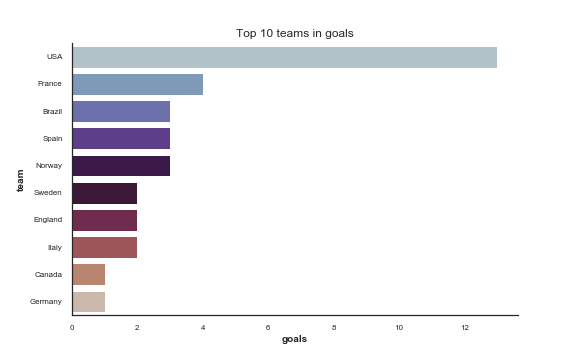 Top 10 teams in goals
USA
France
Brazil
Spain
Norway
Sweden
England
Italy
Canada
Germany
team
0 2 4 6 8 10 12
goals